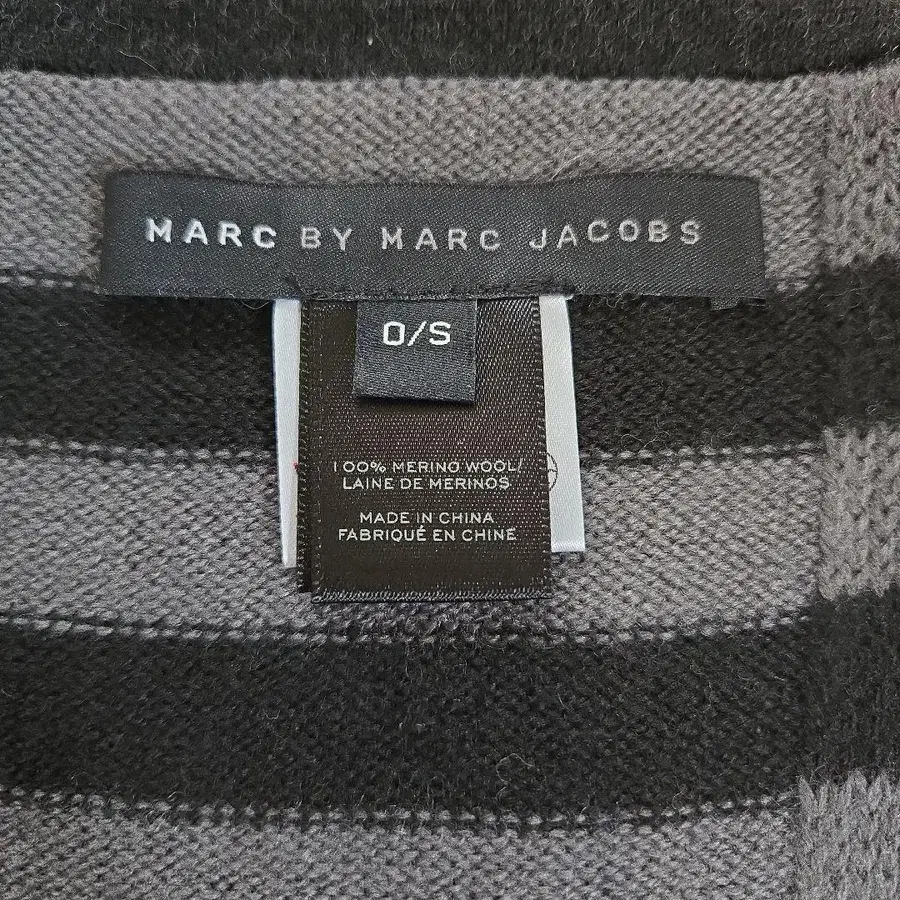 MARC BY MARC JACOBS
O/S
100% MERINO WOOL/
LAINE DE MERINOS
MADE IN CHINA
FABRIQUÉ EN CHINE